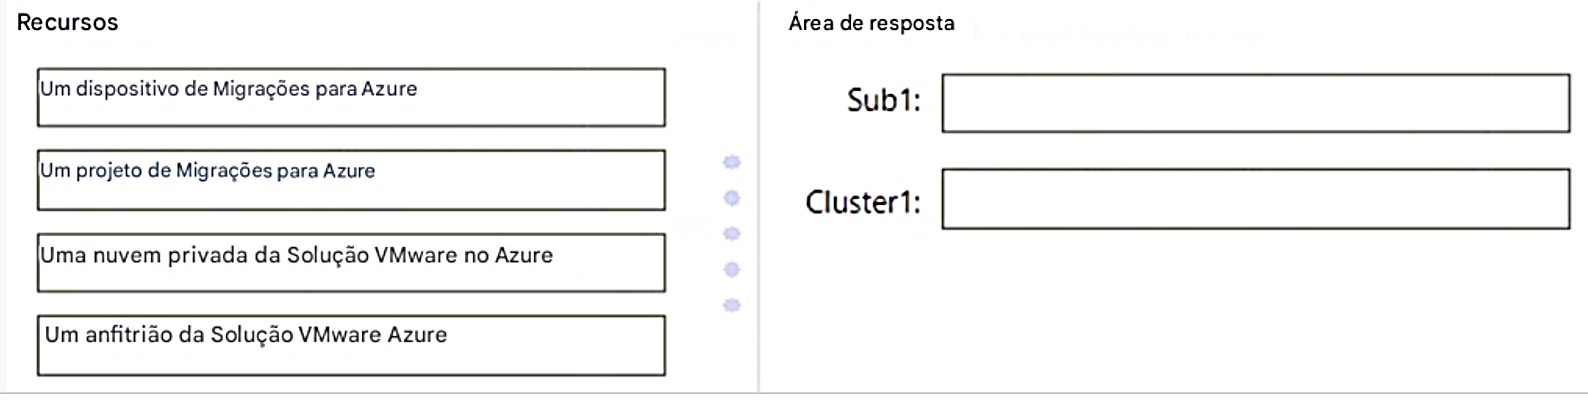 Recursos
Um dispositivo de Migrações para Azure
Um projeto de Migrações para Azure
Uma nuvem privada da Solução VMware no Azure
Um anfitrião da Solução VMware Azure
Área de resposta
Sub1:
Cluster1: